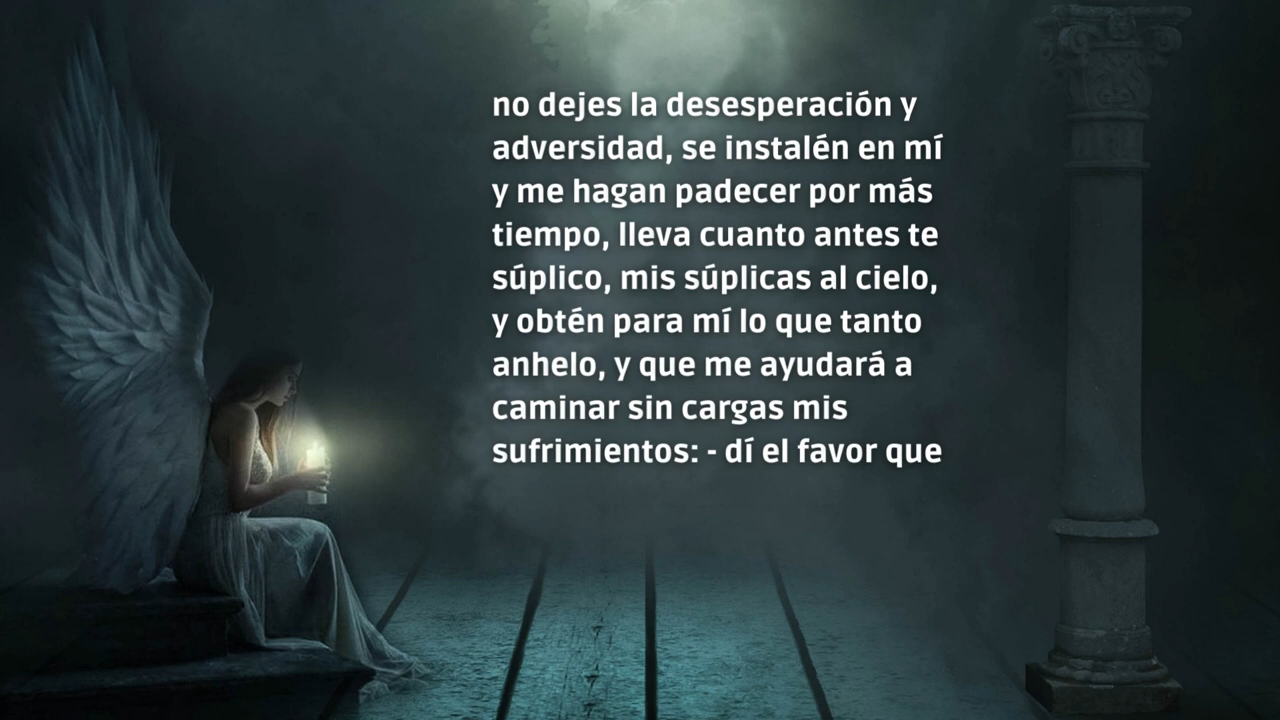 no dejes la desesperación y
adversidad, se instalén en mí
y me hagan padecer por más
tiempo, lleva cuanto antes te
súplico, mis súplicas al cielo,
y obtén para mí lo que tanto
anhelo, y que me ayudará a
caminar sin cargas mis
sufrimientos: - dí el favor que